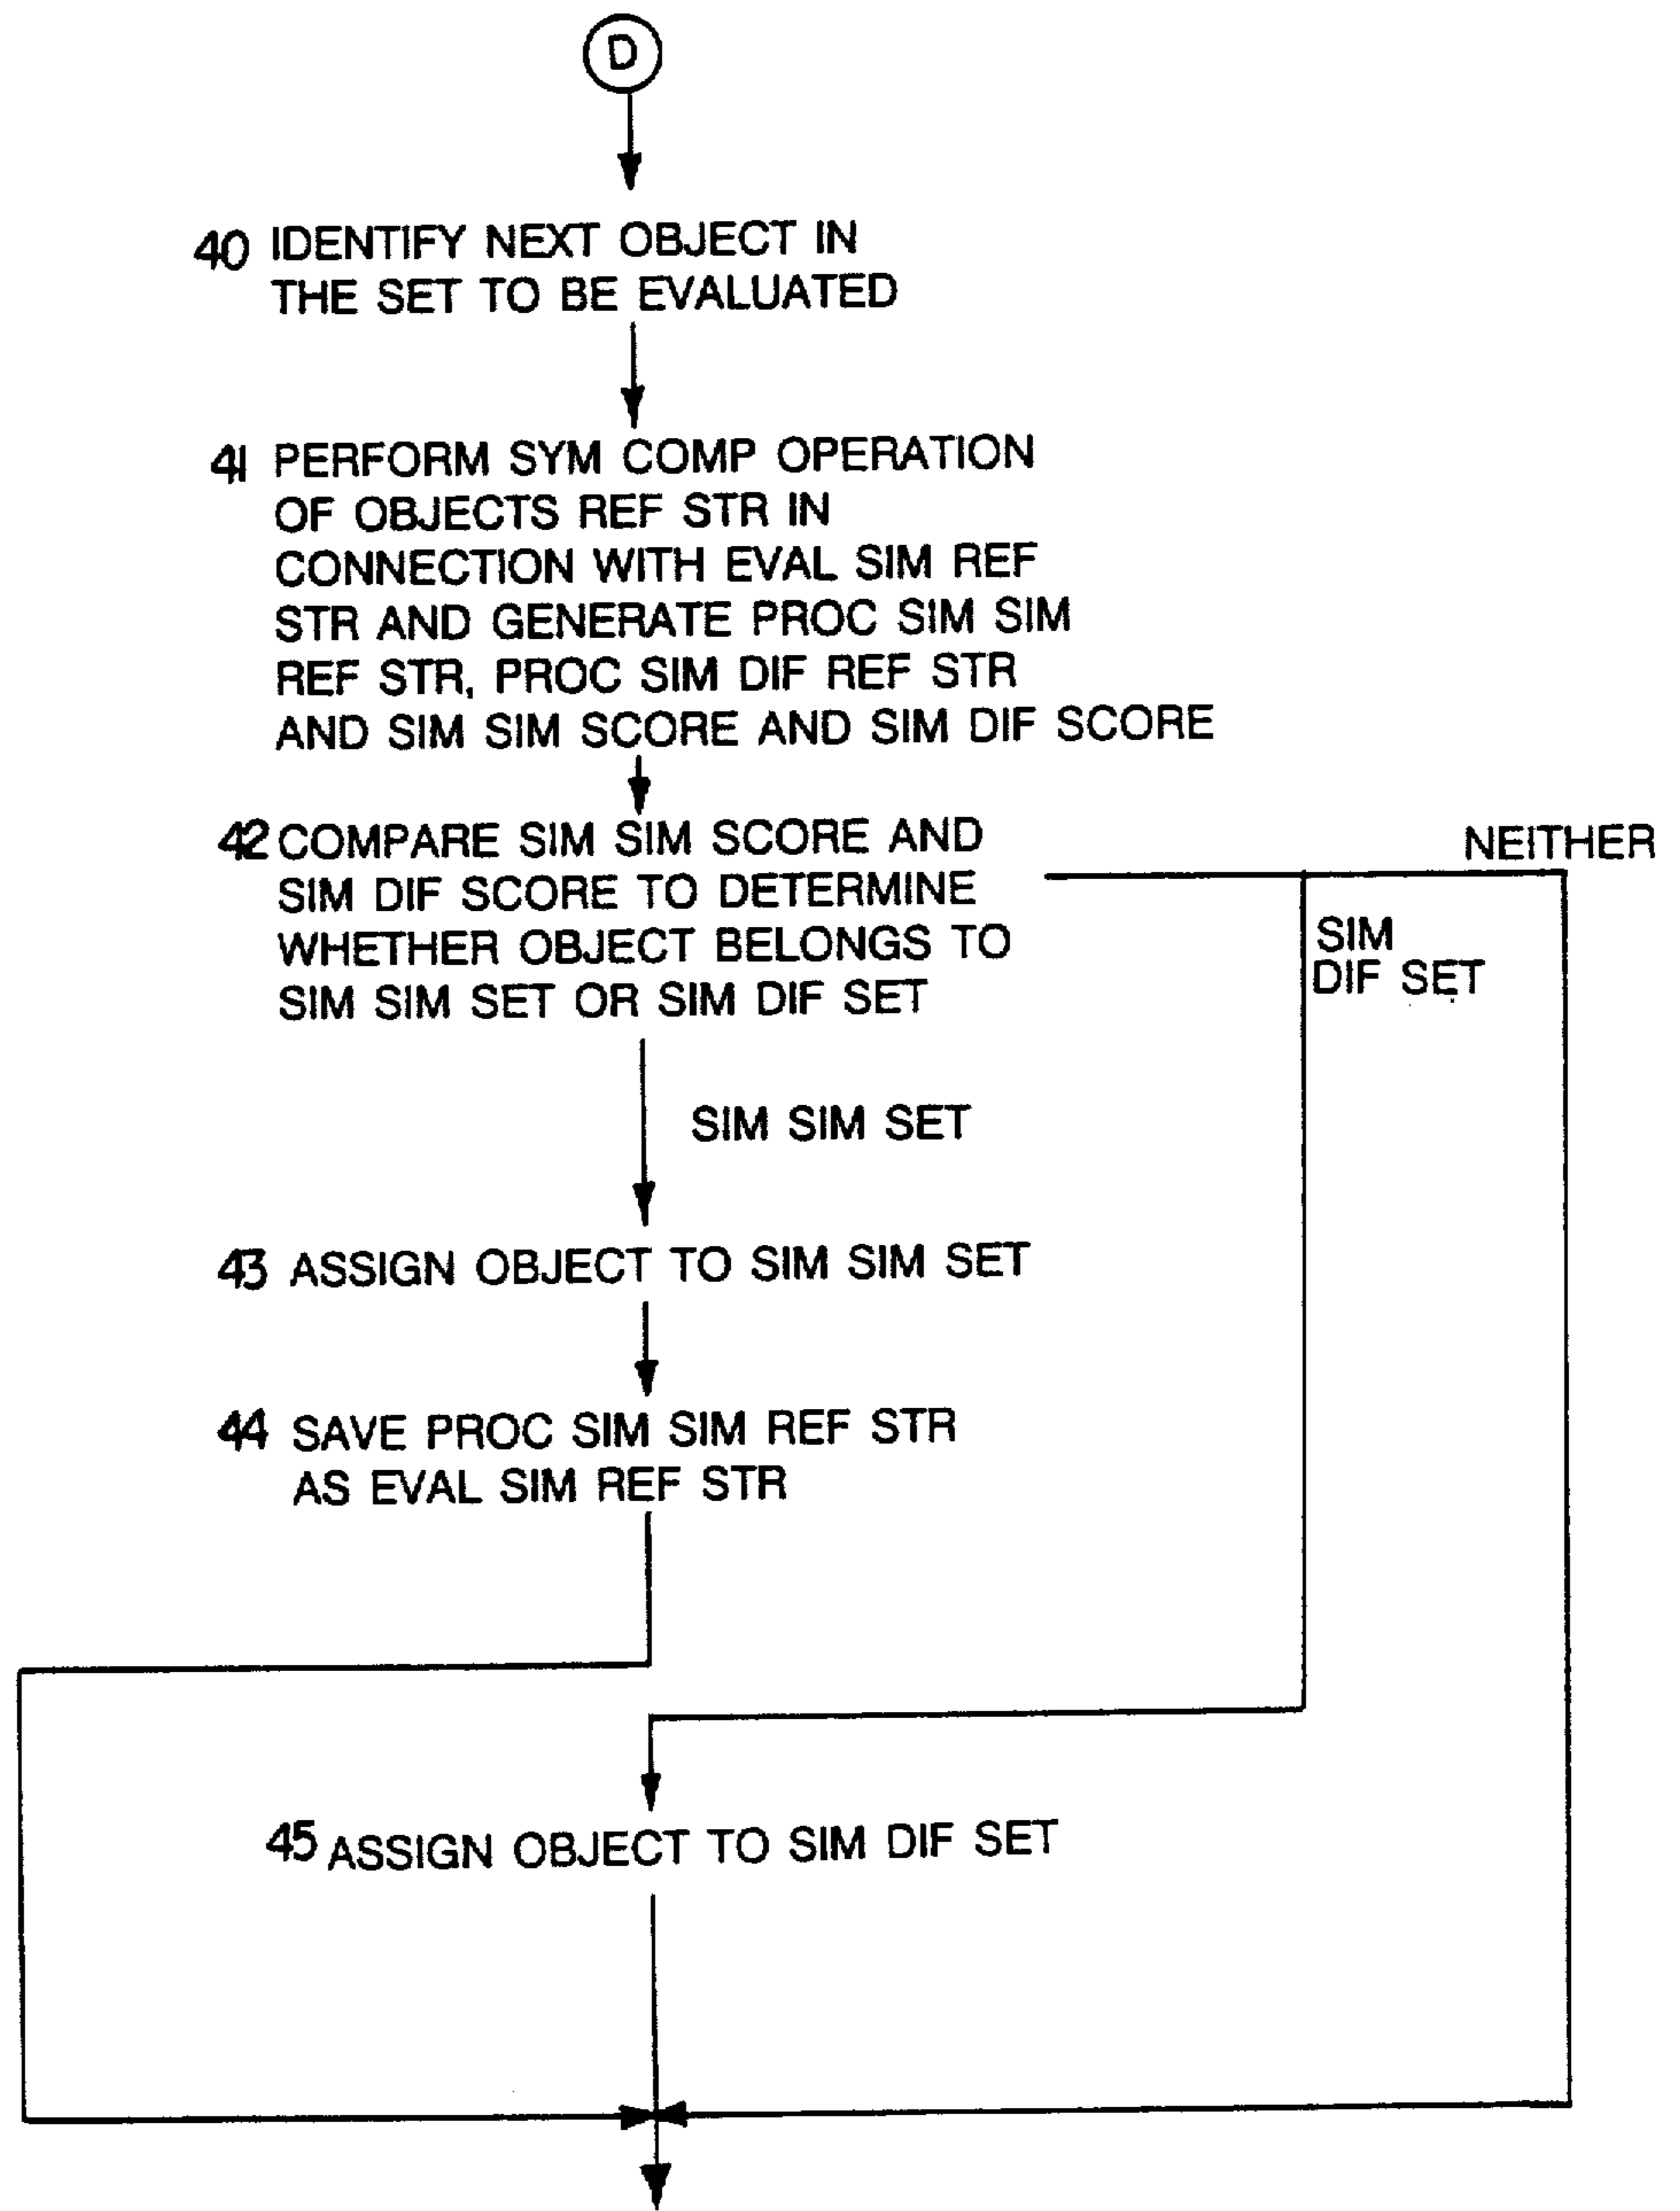 D
40 IDENTIFY NEXT OBJECT IN
THE SET TO BE EVALUATED
41 PERFORM SYM COMP OPERATION
OF OBJECTS REF STR IN
CONNECTION WITH EVAL SIM REF
STR AND GENERATE PROC SIM SIM
REF STR, PROC SIM DIF REF STR
AND SIM SIM SCORE AND SIM DIF SCORE
42 COMPARE SIM SIM SCORE AND
SIM DIF SCORE TO DETERMINE
WHETHER OBJECT BELONGS TO
SIM SIM SET OR SIM DIF SET
NEITHER
SIM
DIF SET
SIM SIM SET
43 ASSIGN OBJECT TO SIM SIM SET
44 SAVE PROC SIM SIM REF STR
AS EVAL SIM REF STR
45 ASSIGN OBJECT TO SIM DIF SET